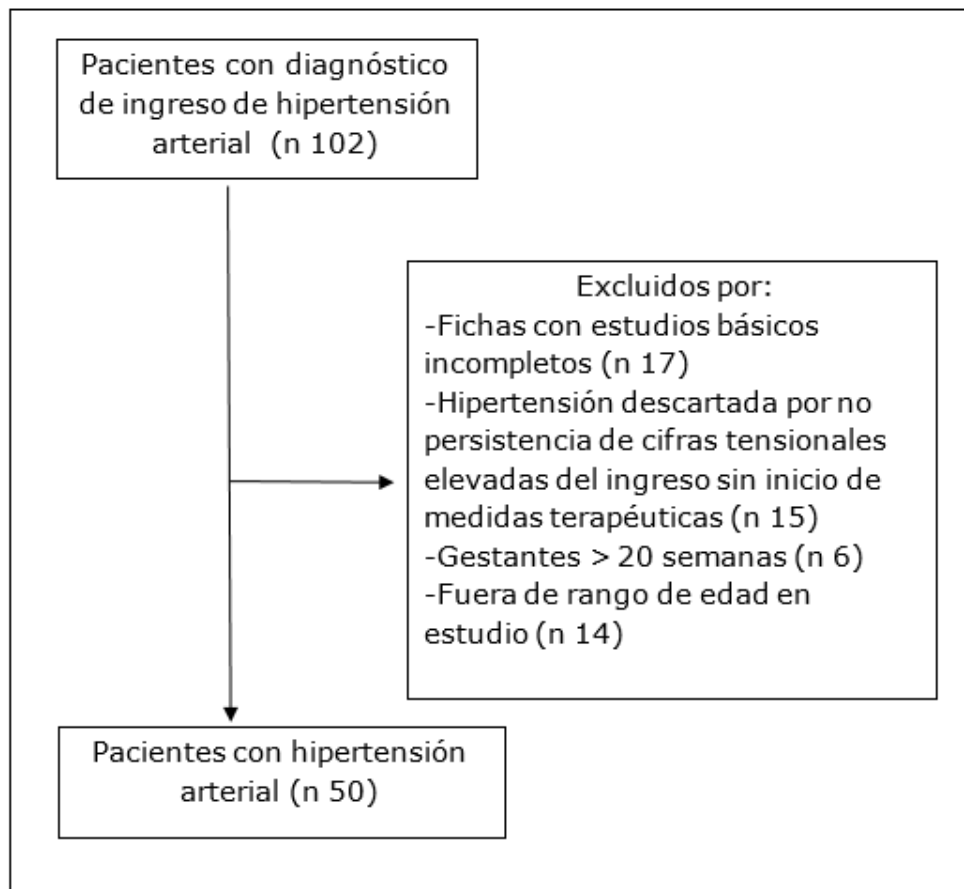 Pacientes con diagnóstico
de ingreso de hipertensión
arterial (n 102)
Excluidos por:
-Fichas con estudios básicos
incompletos (n 17)
-Hipertensión descartada por no
persistencia de cifras tensionales
elevadas del ingreso sin inicio de
medidas terapéuticas (n 15)
-Gestantes > 20 semanas (n 6)
-Fuera de rango de edad en
estudio (n 14)
Pacientes con hipertensión
arterial (n 50)